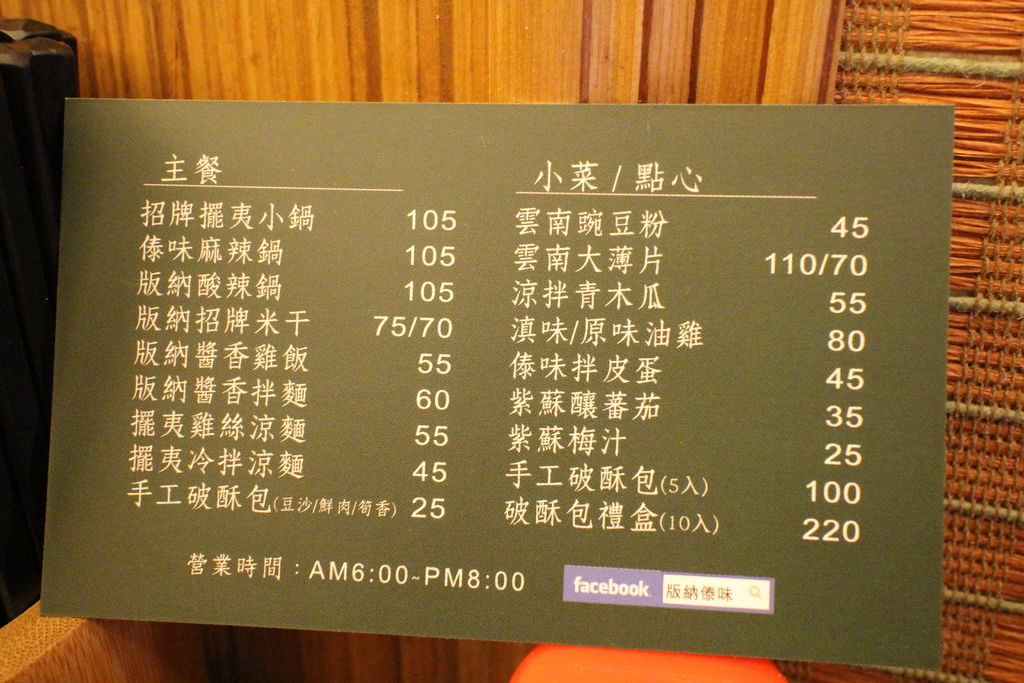 主餐
招牌擺夷小鍋 105
傣味麻辣鍋 105
版納酸辣鍋 105
版納招牌米干 75/70
版納醬香雞飯 55
版納醬香拌麵 60
擺夷雞絲涼麵 55
擺夷冷拌涼麵 45
手工破酥包(豆沙/鮮肉/筍香) 25
小菜/點心
雲南豌豆粉 45
雲南大薄片 110/70
涼拌青木瓜 55
滇味/原味油雞 80
傣味拌皮蛋 45
紫蘇釀蕃茄 35
紫蘇梅汁 25
手工破酥包(5入) 100
破酥包禮盒(10入) 220
營業時間：AM6:00~PM8:00
facebook 版納傣味